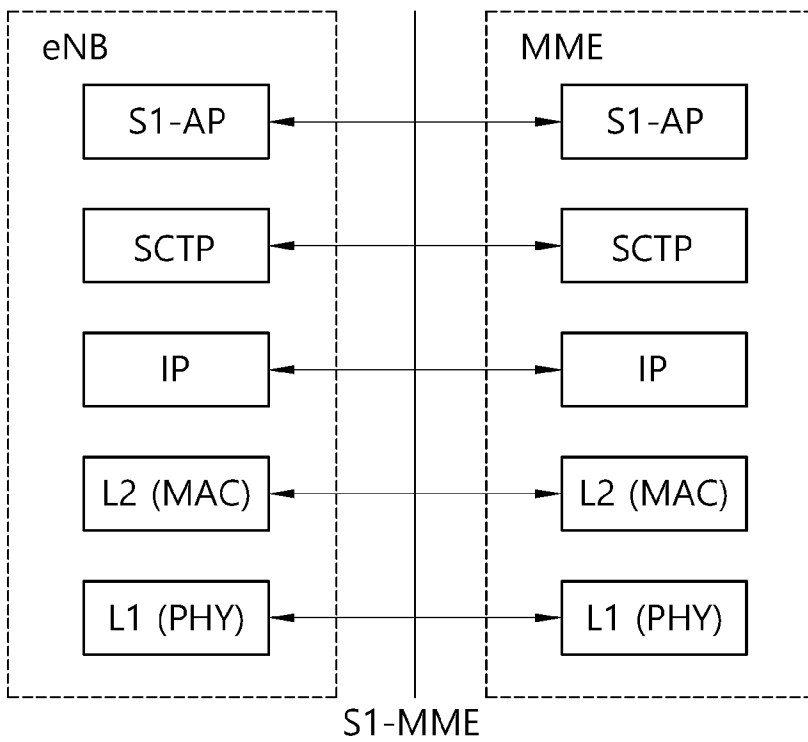 eNB MME
S1-AP S1-AP
SCTP SCTP
IP IP
L2 (MAC) L2 (MAC)
L1 (PHY) L1 (PHY)
S1-MME